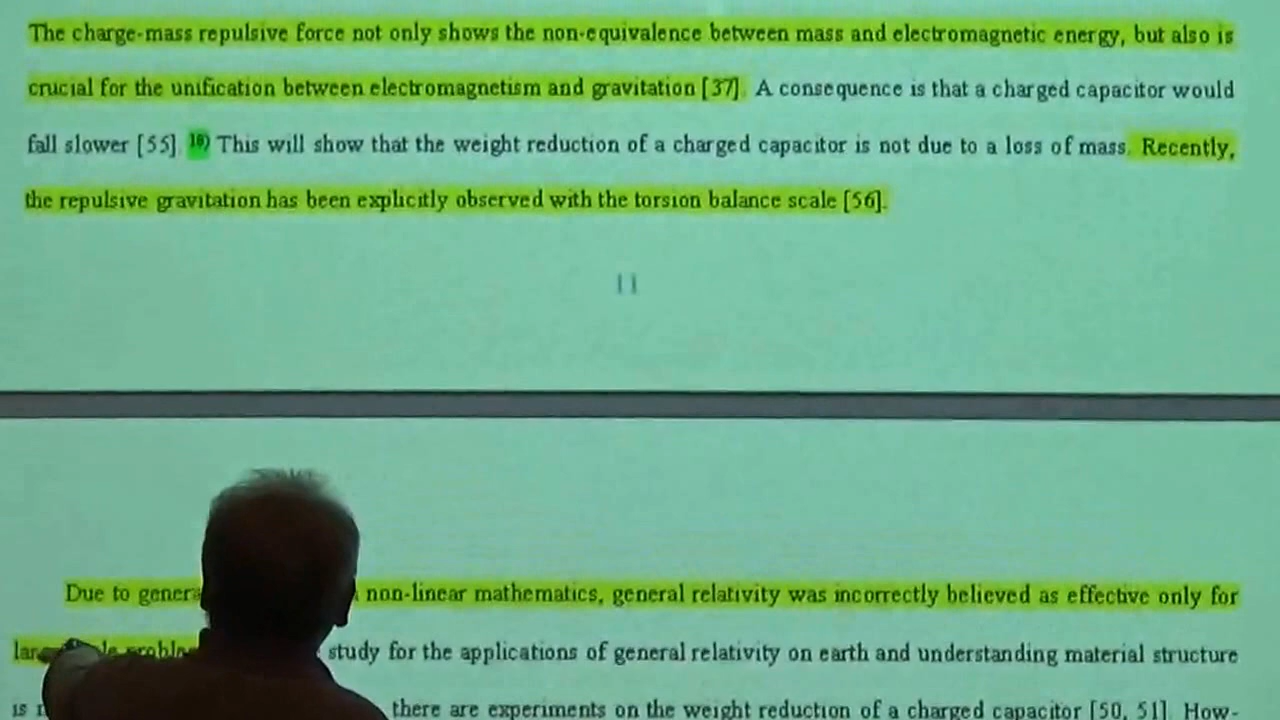 The charge-mass repulsive force not only shows the non-equivalence between mass and electromagnetic energy, but also is
crucial for the unification between electromagnetism and gravitation [37]. A consequence is that a charged capacitor would
fall slower [55]. 16) This will show that the weight reduction of a charged capacitor is not due to a loss of mass. Recently,
the repulsive gravitation has been explicitly observed with the torsion balance scale [56].
11
Due to non-linear mathematics, general relativity was incorrectly believed as effective only for
study for the applications of general relativity on earth and understanding material structure
is there are experiments on the weight reduction of a charged capacitor [50, 51]. How-